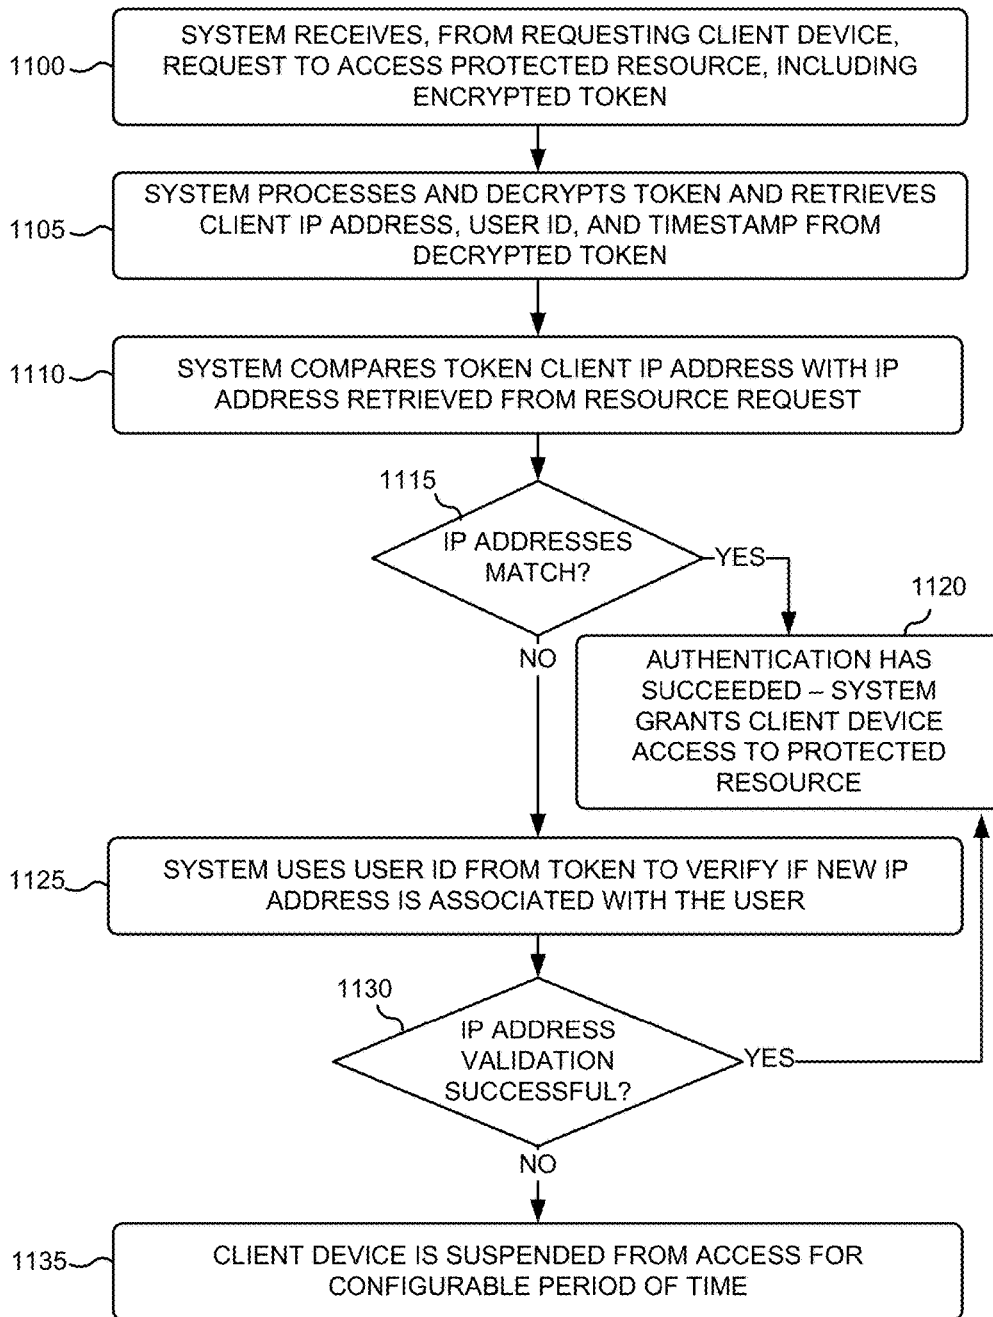 SYSTEM RECEIVES, FROM REQUESTING CLIENT DEVICE,
1100
REQUEST TO ACCESS PROTECTED RESOURCE, INCLUDING
ENCRYPTED TOKEN
SYSTEM PROCESSES AND DECRYPTS TOKEN AND RETRIEVES
1105
CLIENT IP ADDRESS, USER ID, AND TIMESTAMP FROM
DECRYPTED TOKEN
1110
SYSTEM COMPARES TOKEN CLIENT IP ADDRESS WITH IP
ADDRESS RETRIEVED FROM RESOURCE REQUEST
1115
IP ADDRESSES
MATCH?
YES
1120
NO
AUTHENTICATION HAS
SUCCEEDED – SYSTEM
GRANTS CLIENT DEVICE
ACCESS TO PROTECTED
RESOURCE
1125
SYSTEM USES USER ID FROM TOKEN TO VERIFY IF NEW IP
ADDRESS IS ASSOCIATED WITH THE USER
1130
IP ADDRESS
VALIDATION
SUCCESSFUL?
YES
NO
1135
CLIENT DEVICE IS SUSPENDED FROM ACCESS FOR
CONFIGURABLE PERIOD OF TIME